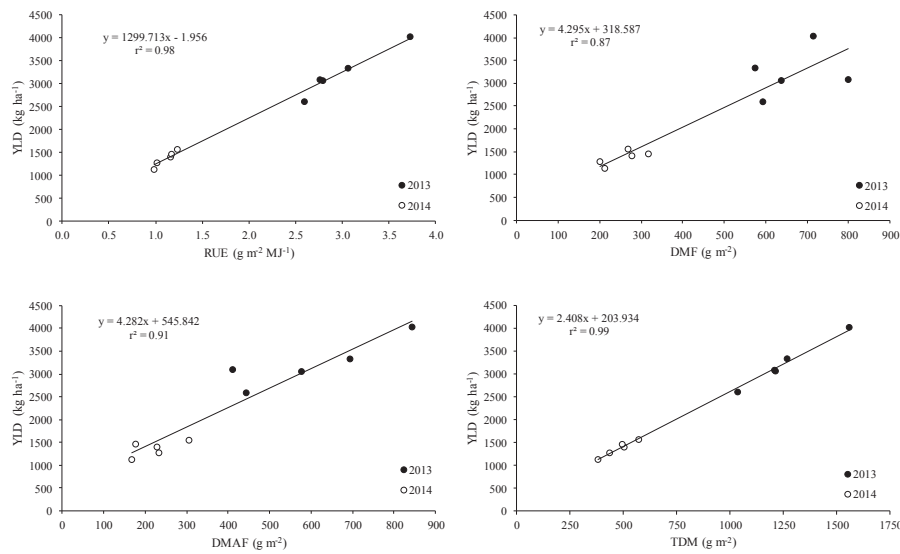 4500
4000
3500
3000
2500
2000
1500
1000
500
0
YLD (kg ha⁻¹)
y = 1299.713x - 1.956
r² = 0.98
2013
2014
0.0 0.5 1.0 1.5 2.0 2.5 3.0 3.5 4.0
RUE (g m⁻² MJ⁻¹)
4500
4000
3500
3000
2500
2000
1500
1000
500
0
YLD (kg ha⁻¹)
y = 4.295x + 318.587
r² = 0.87
2013
2014
0 100 200 300 400 500 600 700 800 900
DMF (g m⁻²)
4500
4000
3500
3000
2500
2000
1500
1000
500
0
YLD (kg ha⁻¹)
y = 4.282x + 545.842
r² = 0.91
2013
2014
0 100 200 300 400 500 600 700 800 900
DMAF (g m⁻²)
4500
4000
3500
3000
2500
2000
1500
1000
500
0
YLD (kg ha⁻¹)
y = 2.408x + 203.934
r² = 0.99
2013
2014
0 250 500 750 1000 1250 1500 1750
TDM (g m⁻²)